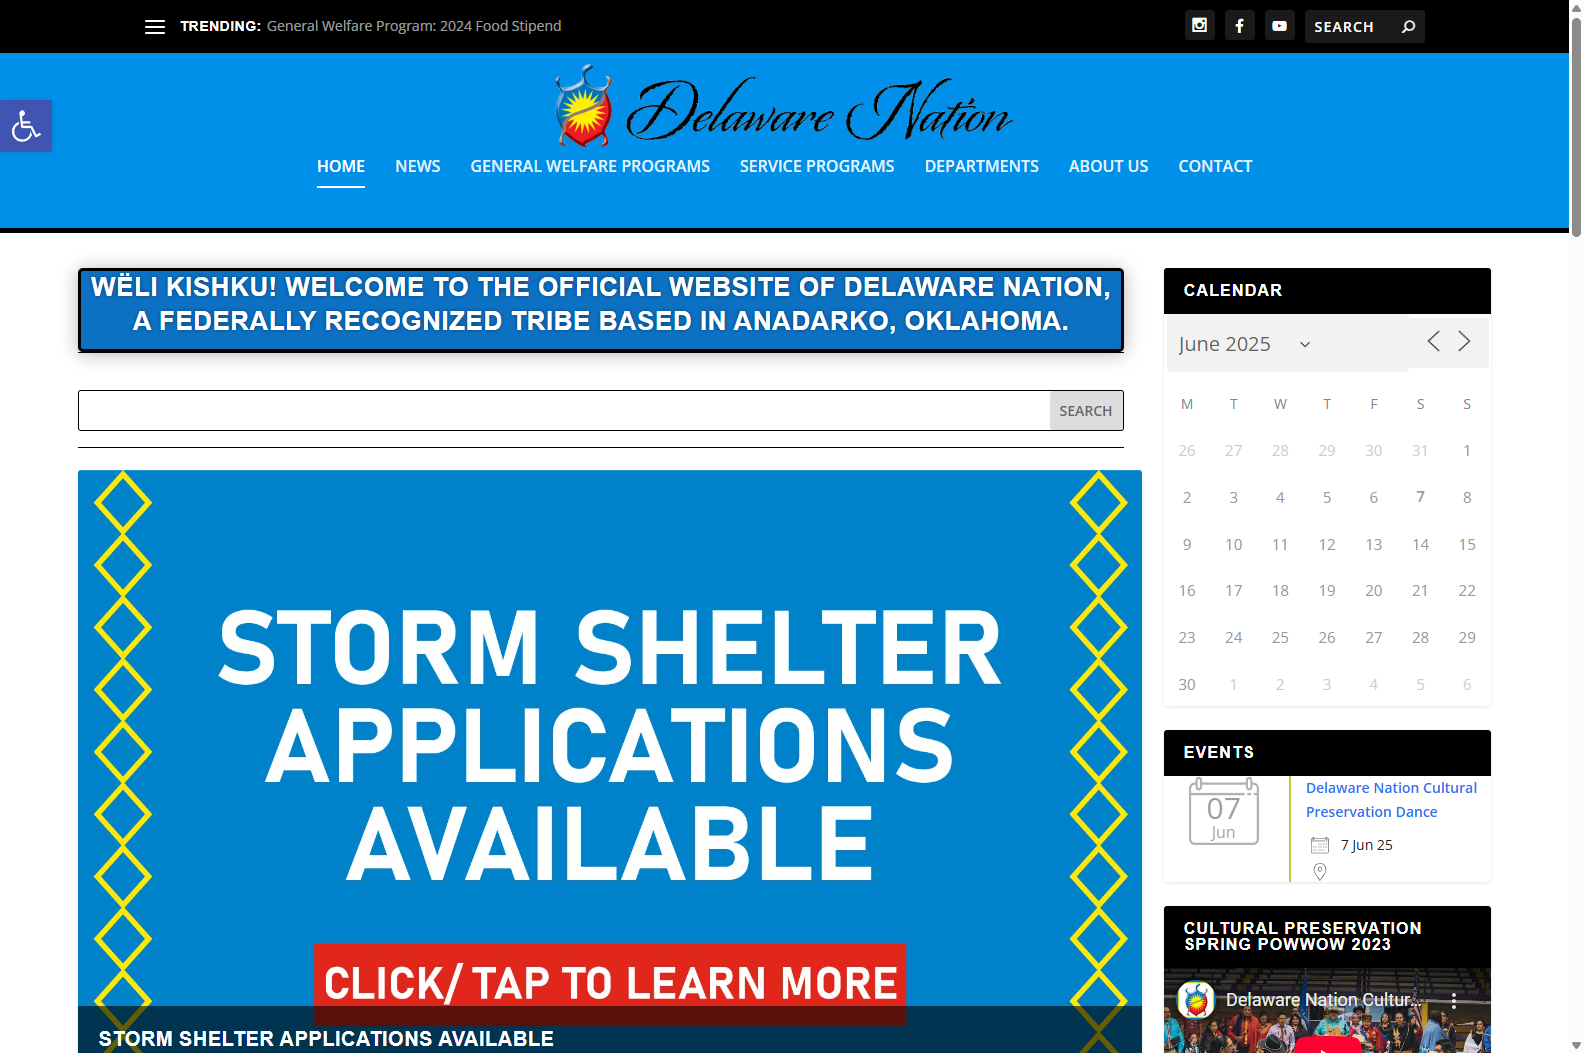 TRENDING: General Welfare Program: 2024 Food Stipend
SEARCH
Delaware Nation
HOME NEWS GENERAL WELFARE PROGRAMS SERVICE PROGRAMS DEPARTMENTS ABOUT US CONTACT
WËLI KISHKU! WELCOME TO THE OFFICIAL WEBSITE OF DELAWARE NATION,
A FEDERALLY RECOGNIZED TRIBE BASED IN ANADARKO, OKLAHOMA.
SEARCH
STORM SHELTER
APPLICATIONS
AVAILABLE
CLICK/ TAP TO LEARN MORE
STORM SHELTER APPLICATIONS AVAILABLE
CALENDAR
June 2025
M T W T F S S
26 27 28 29 30 31 1
2 3 4 5 6 7 8
9 10 11 12 13 14 15
16 17 18 19 20 21 22
23 24 25 26 27 28 29
30 1 2 3 4 5 6
EVENTS
07
Jun
Delaware Nation Cultural
Preservation Dance
7 Jun 25
CULTURAL PRESERVATION
SPRING POWWOW 2023
Delaware Nation Cultur...